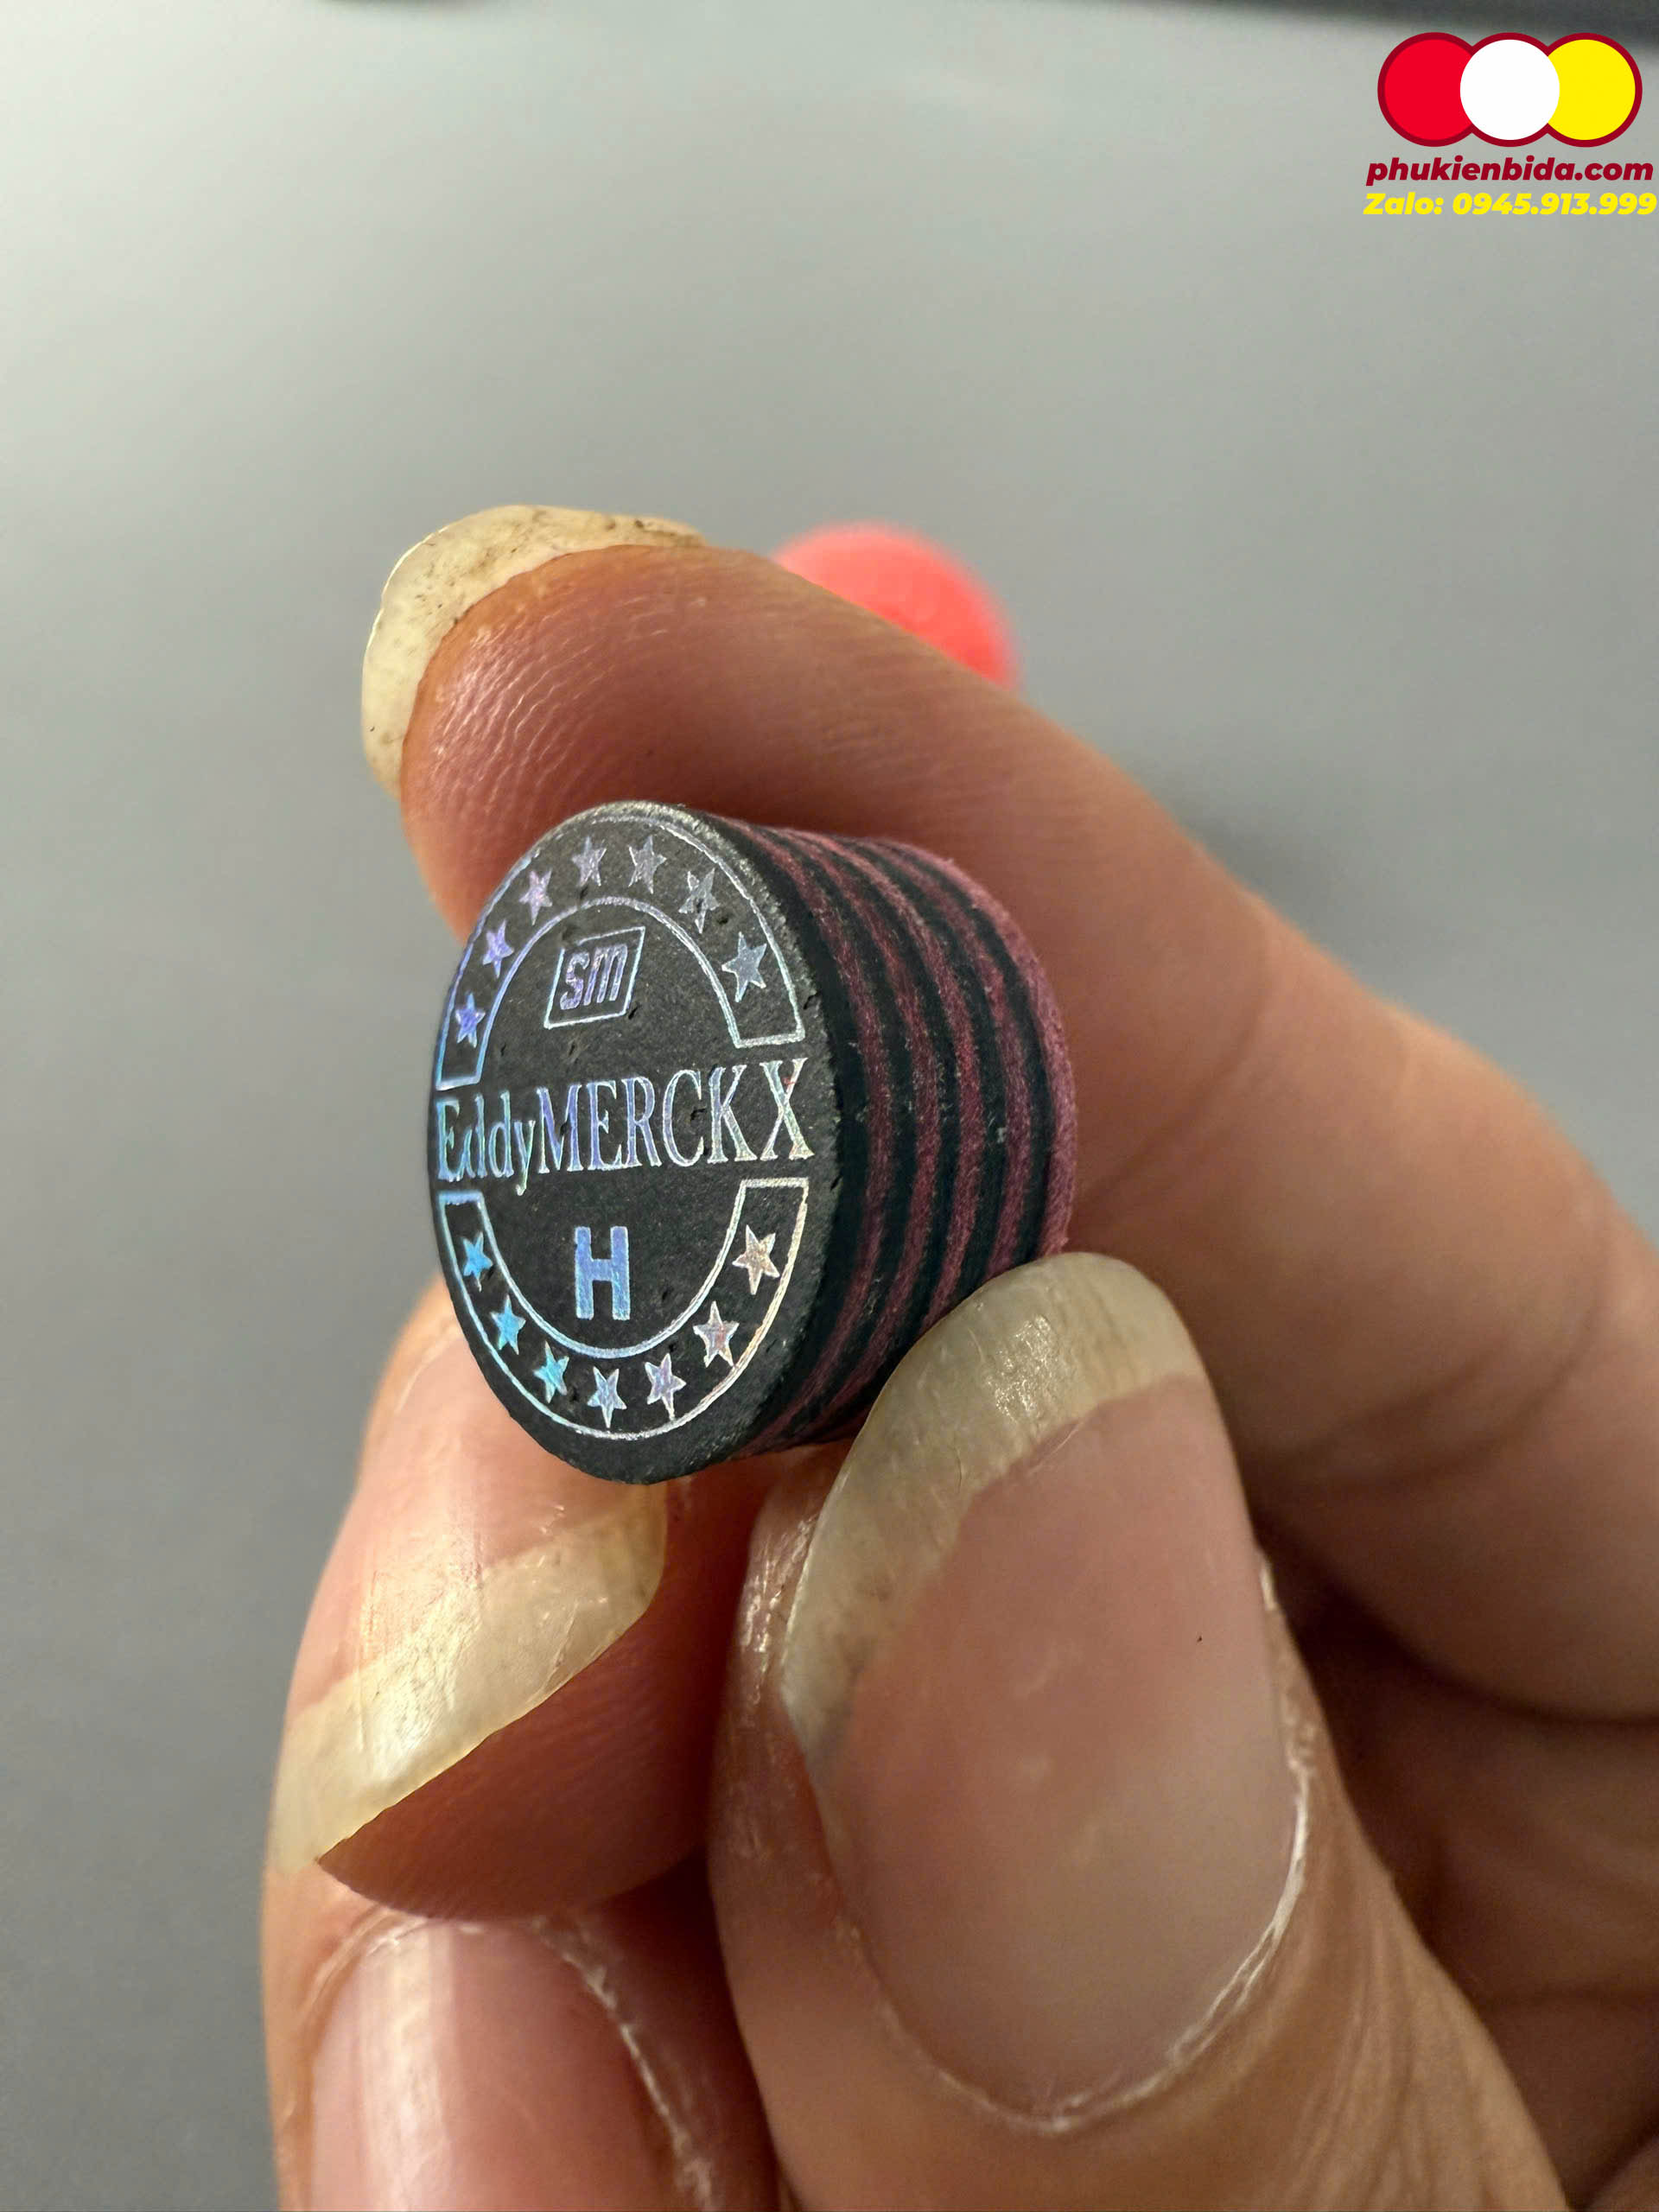 phukienbida.com
Zalo: 0945.913.999
sm
EddyMERCKX
H